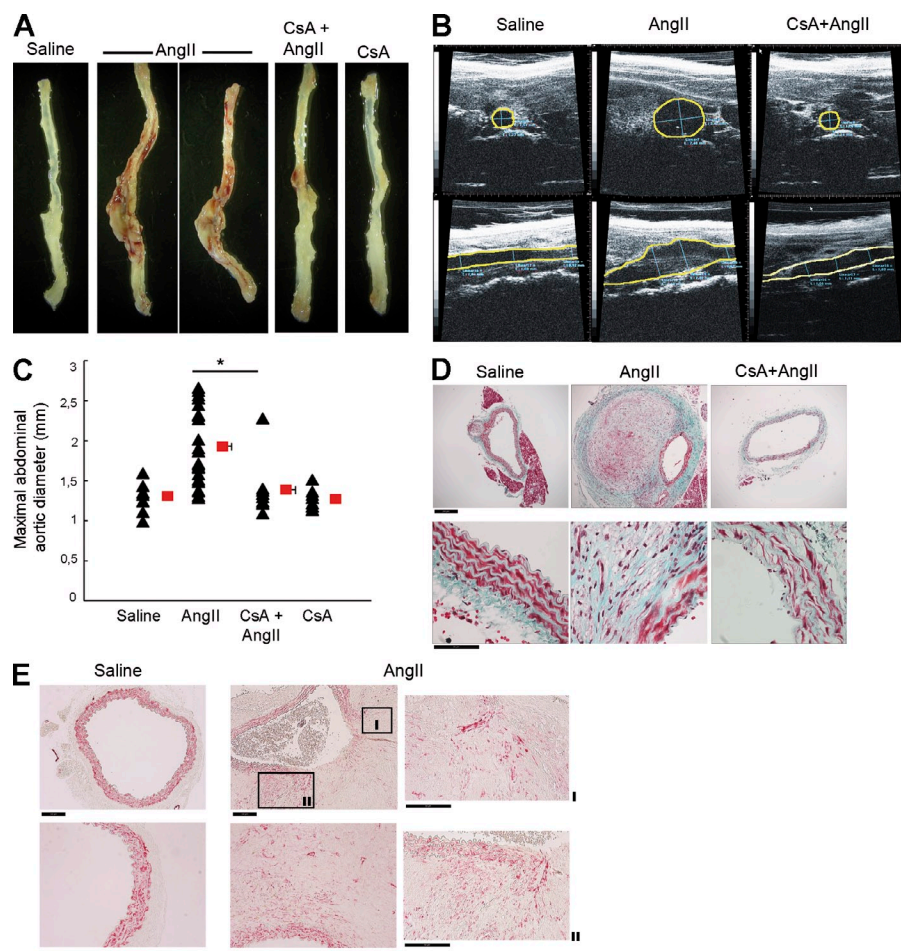 A
Saline
AngII
CsA +
AngII
CsA
B
Saline
AngII
CsA+AngII
C
*
Maximal abdominal
aortic diameter (mm)
3
2,5
2
1,5
1
0,5
0
Saline
AngII
CsA +
AngII
CsA
D
Saline
AngII
CsA+AngII
E
Saline
AngII
I
II
I
II